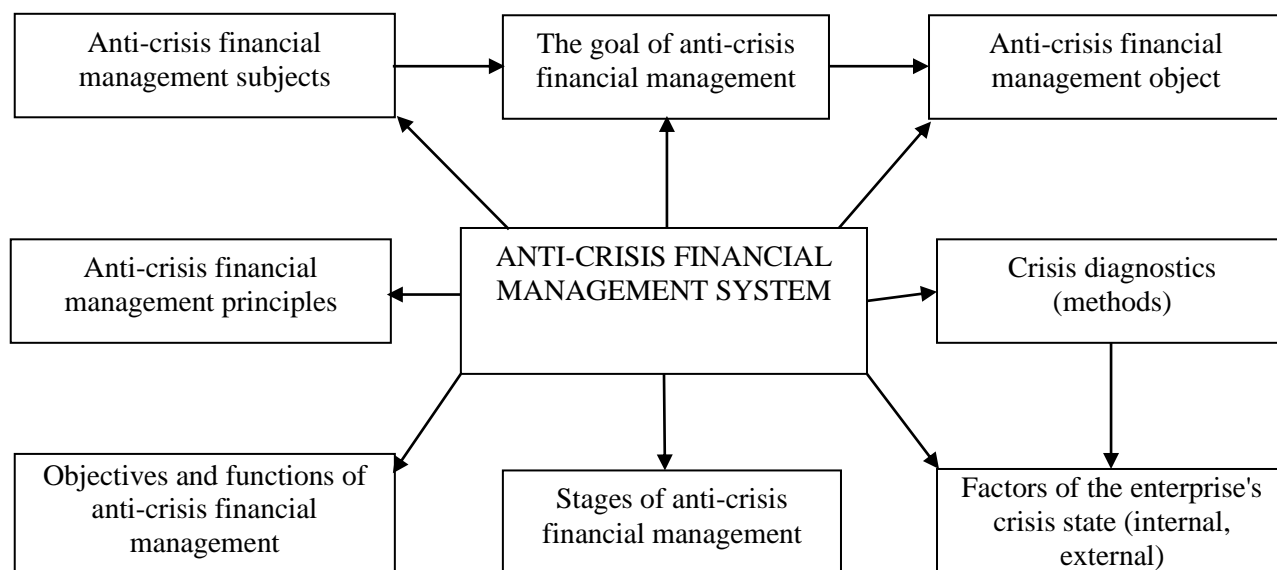 Anti-crisis financial
management subjects
The goal of anti-crisis
financial management
Anti-crisis financial
management object
Anti-crisis financial
management principles
ANTI-CRISIS FINANCIAL
MANAGEMENT SYSTEM
Crisis diagnostics
(methods)
Objectives and functions of
anti-crisis financial
management
Stages of anti-crisis
financial management
Factors of the enterprise's
crisis state (internal,
external)